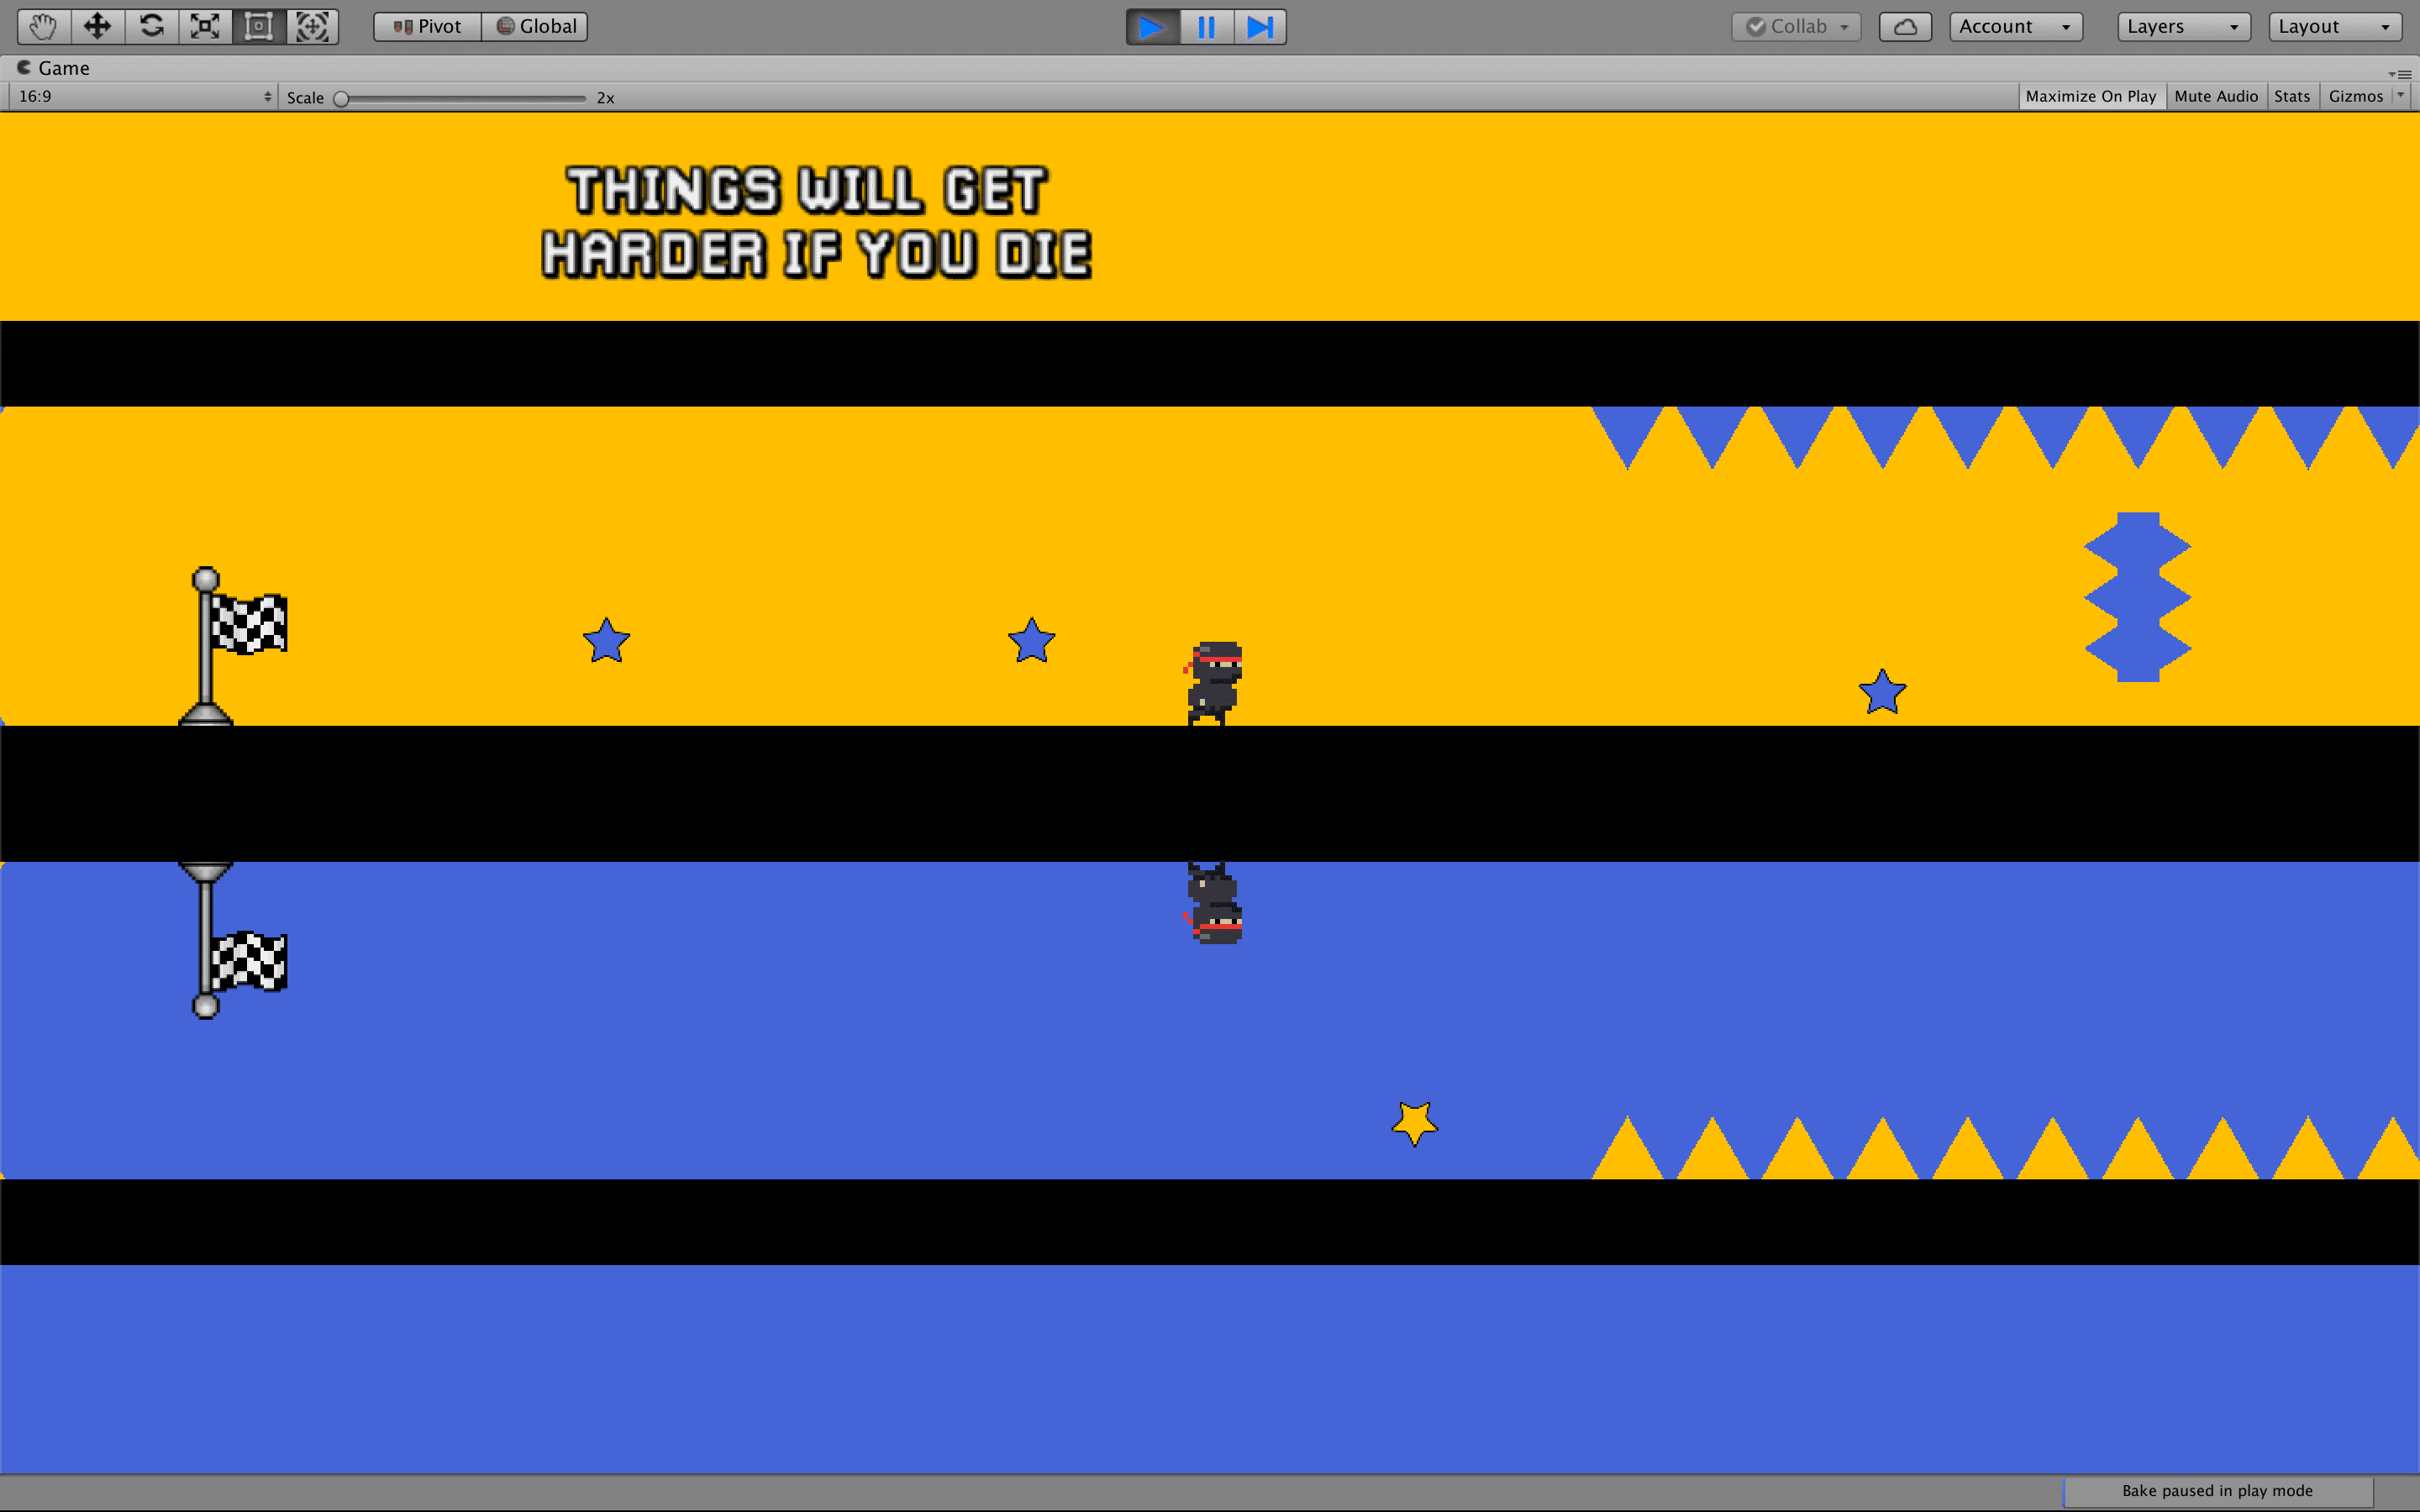 Pivot
Global
Collab
Account
Layers
Layout
Game
16:9
Scale
2x
Maximize On Play
Mute Audio
Stats
Gizmos
THINGS WILL GET
HARDER IF YOU DIE
Bake paused in play mode